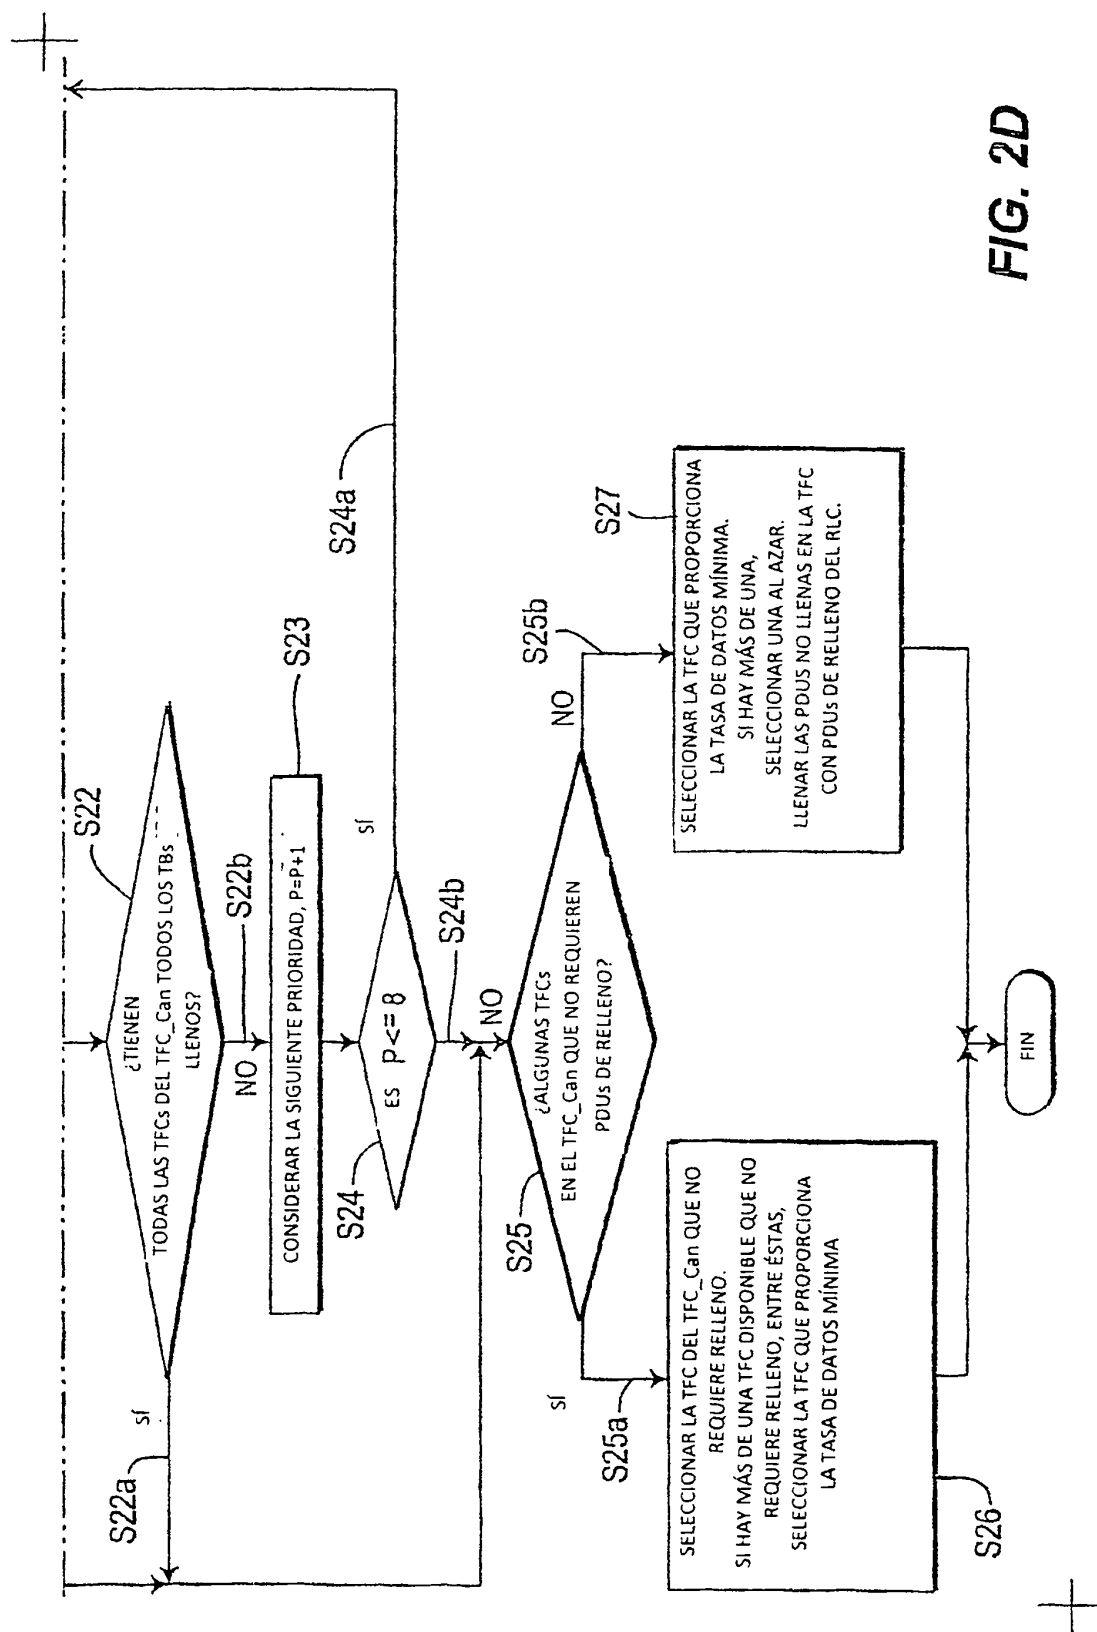 S22
¿TIENEN
TODAS LAS TFCs DEL TFC_Can TODOS LOS TBs
LLENOS?
sí
S22a
NO
S22b
S23
CONSIDERAR LA SIGUIENTE PRIORIDAD, P=P+1
S24
ES P<=8
sí
S24a
S24b
NO
S25
¿ALGUNAS TFCs
EN EL TFC_Can QUE NO REQUIEREN
PDUs DE RELLENO?
sí
S25a
NO
S25b
SELECCIONAR LA TFC DEL TFC_Can QUE NO
REQUIERE RELLENO.
SI HAY MÁS DE UNA TFC DISPONIBLE QUE NO
REQUIERE RELLENO, ENTRE ÉSTAS,
SELECCIONAR LA TFC QUE PROPORCIONA
LA TASA DE DATOS MÍNIMA
S26
S27
SELECCIONAR LA TFC QUE PROPORCIONA
LA TASA DE DATOS MÍNIMA.
SI HAY MÁS DE UNA,
SELECCIONAR UNA AL AZAR.
LLENAR LAS PDUS NO LLENAS EN LA TFC
CON PDUs DE RELLENO DEL RLC.
FIN
FIG. 2D